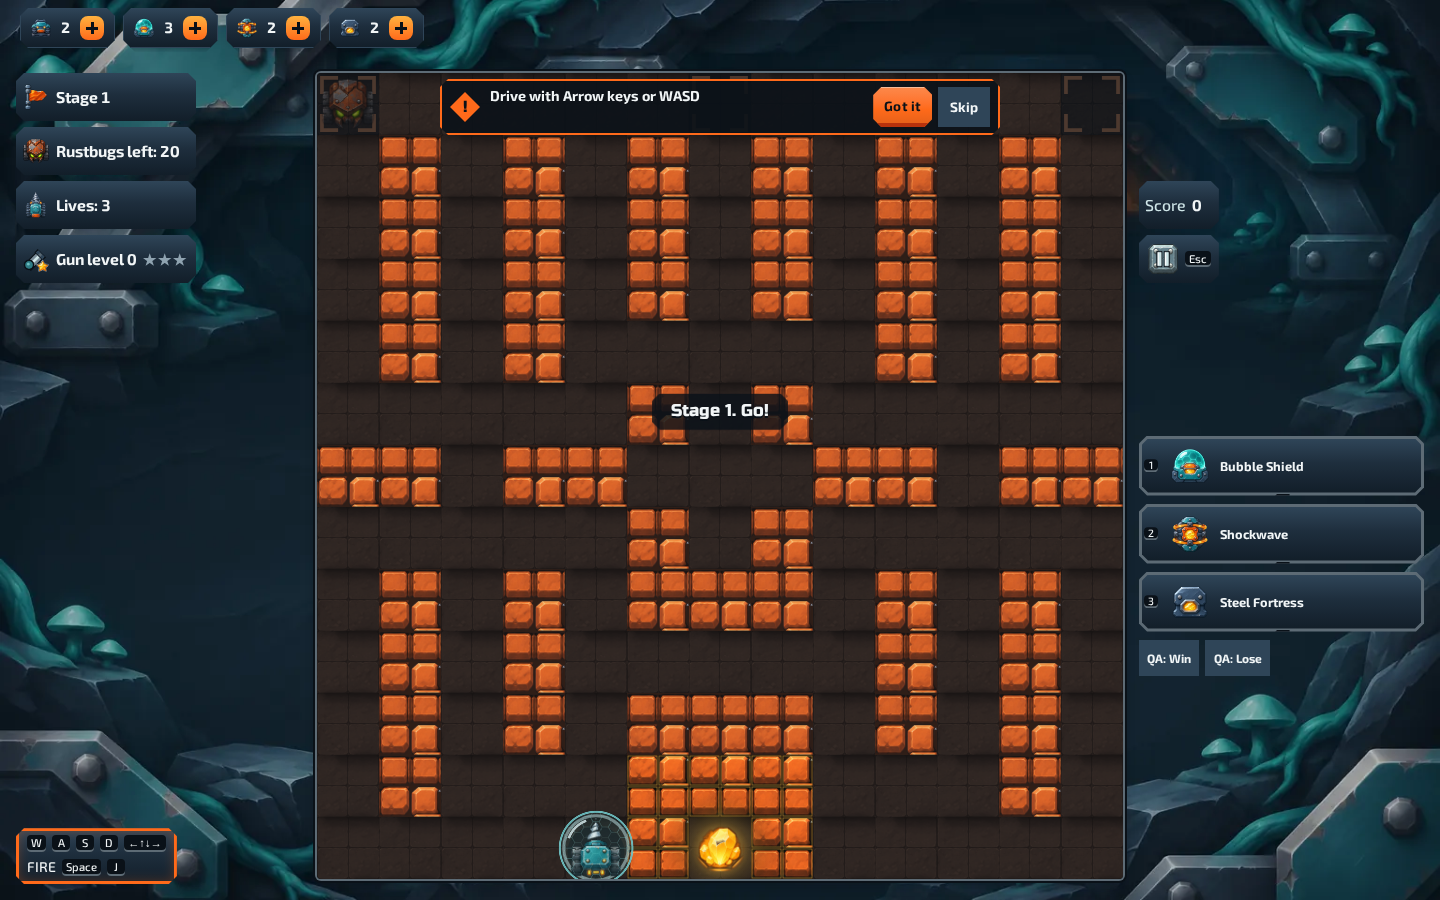 2 + 3 + 2 + 2 +
Drive with Arrow keys or WASD
Got it
Skip
Stage 1
Rustbugs left: 20
Lives: 3
Gun level 0 ★★★
Score 0
Esc
Stage 1. Go!
1 Bubble Shield
2 Shockwave
3 Steel Fortress
QA: Win QA: Lose
W A S D ←↑↓→
FIRE Space J